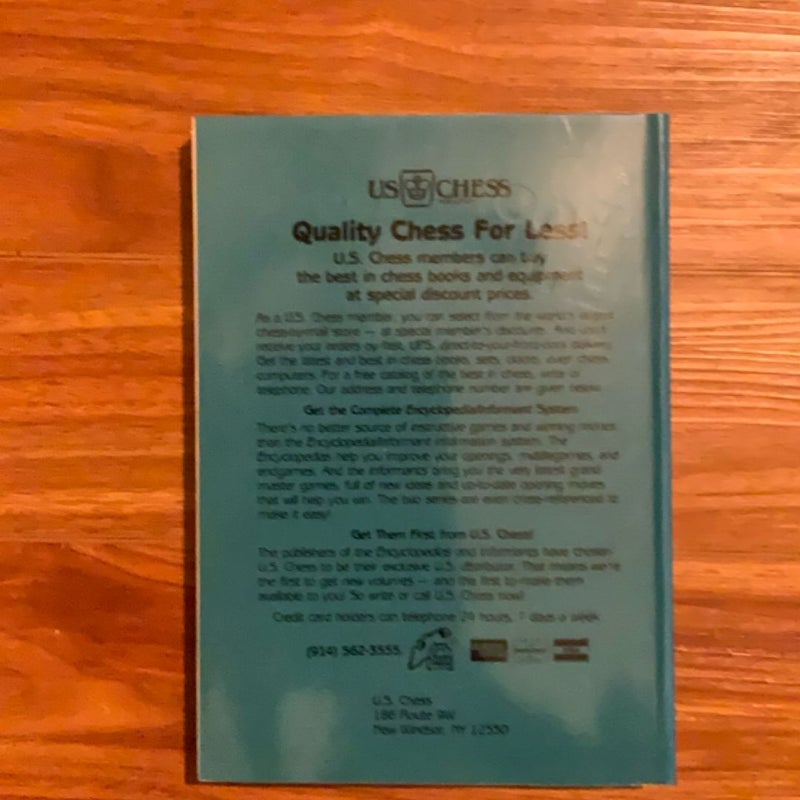 US CHESS
Quality Chess For Less!
U.S. Chess members can buy
the best in chess books and equipment
at special discount prices.
As a U.S. Chess member, you can select from the world's largest
chess-by-mail store — at special member's discounts. And you'll
receive your orders by fast, UPS, direct-to-your-front-door delivery.
Get the latest and best in chess books, sets, clocks, even chess
computers. For a free catalog of the best in chess, write or
telephone. Our address and telephone number are given below.
Get the Complete Encyclopedia/Informant System
There's no better source of instructive games and winning moves
than the Encyclopedia/Informant information system. The
Encyclopedias help you improve your openings, middlegames, and
endgames. And the Informants bring you the very latest grand
master games, full of new ideas and up-to-date opening moves
that will help you win. The two series are even cross-referenced to
make it easy!
Get Them First from U.S. Chess!
The publishers of the Encyclopedias and Informants have chosen
U.S. Chess to be their exclusive U.S. distributor. That means we're
the first to get new volumes — and the first to make them
available to you! So write or call U.S. Chess now!
Credit card holders can telephone 24 hours, 7 days a week.
(914) 562-3555.
U.S. Chess
186 Route 9W
New Windsor, NY 12550